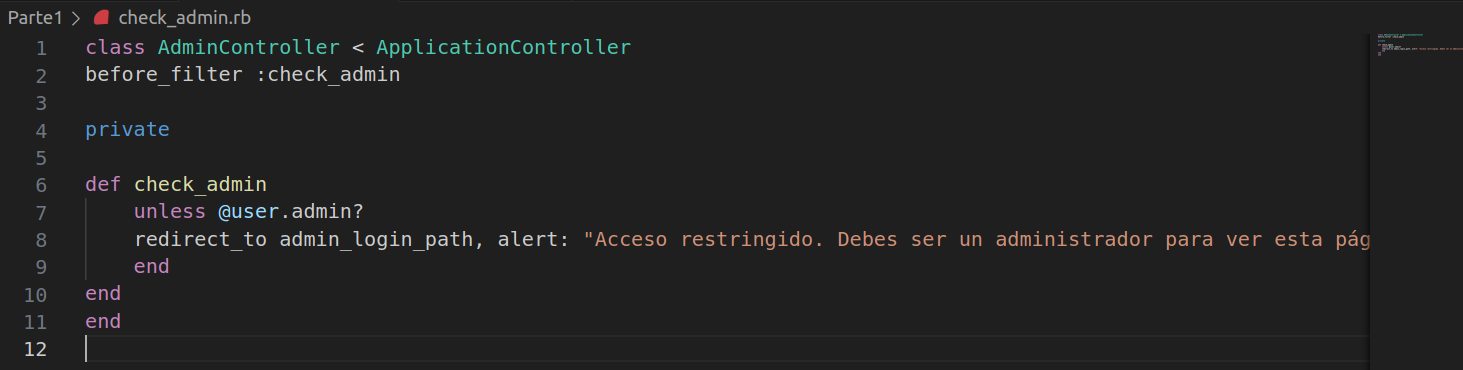 Parte1 > check_admin.rb
1 class AdminController < ApplicationController
2 before_filter :check_admin
3
4 private
5
6 def check_admin
7     unless @user.admin?
8     redirect_to admin_login_path, alert: "Acceso restringido. Debes ser un administrador para ver esta pág
9     end
10 end
11 end
12